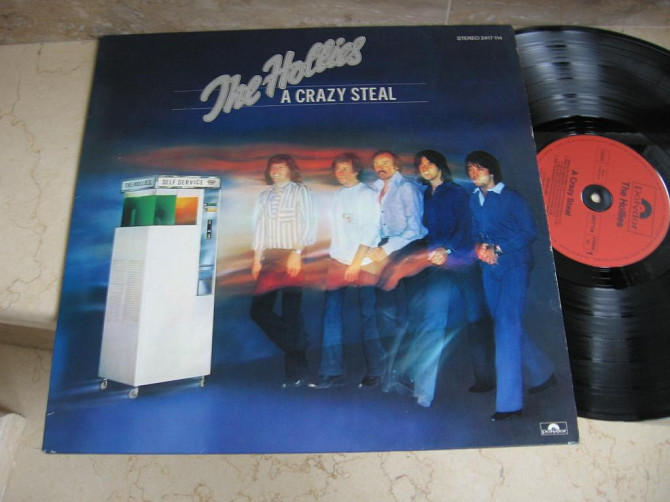 STEREO 2417 114
The Hollies
A CRAZY STEAL
THE HOLLIES SELF SERVICE
polydor
polydor
The Hollies
A Crazy Steal